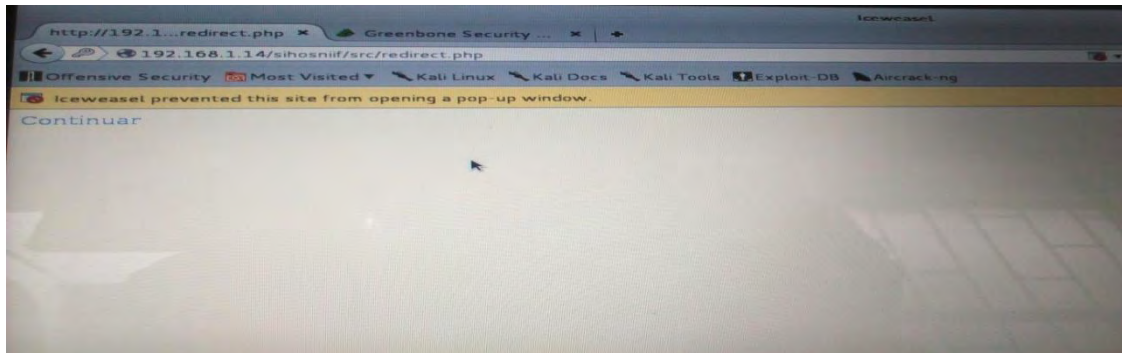 Iceweasel
http://192.1...redirect.php
Greenbone Security ...
192.168.1.14/sihosniif/src/redirect.php
Offensive Security Most Visited Kali Linux Kali Docs Kali Tools Exploit-DB Aircrack-ng
Iceweasel prevented this site from opening a pop-up window.
Continuar